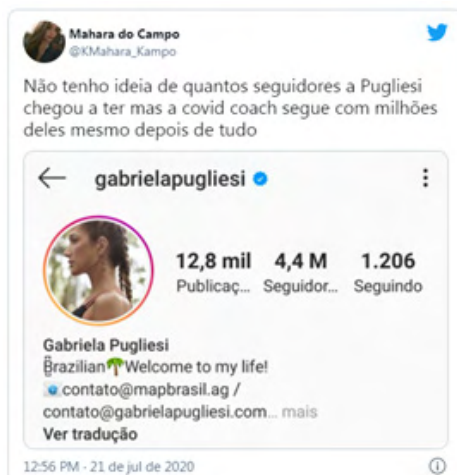 Mahara do Campo
@KMahara_Kampo
Não tenho ideia de quantos seguidores a Pugliesi
chegou a ter mas a covid coach segue com milhões
deles mesmo depois de tudo
gabrielapugliesi
12,8 mil 4,4 M 1.206
Publicaç... Seguidor... Seguindo
Gabriela Pugliesi
Brazilian🌴Welcome to my life!
📧contato@mapbrasil.ag /
contato@gabrielapugliesi.com... mais
Ver tradução
12:56 PM · 21 de jul de 2020